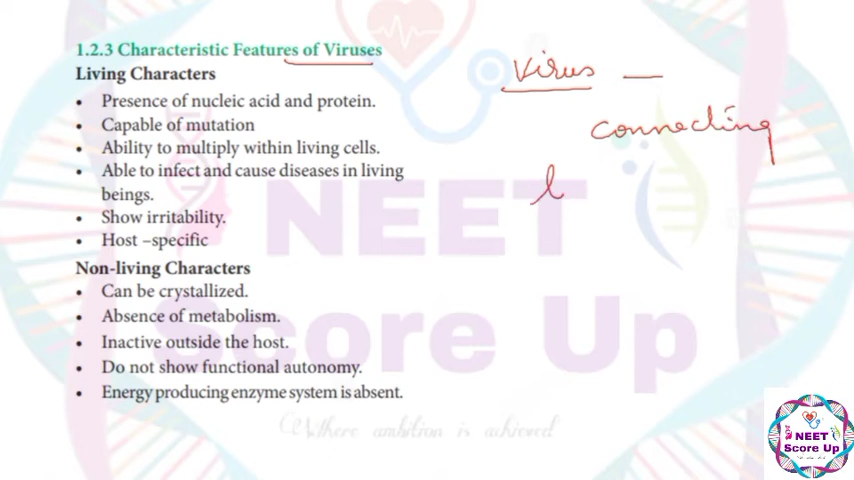 1.2.3 Characteristic Features of Viruses
Living Characters
• Presence of nucleic acid and protein.
• Capable of mutation
• Ability to multiply within living cells.
• Able to infect and cause diseases in living
beings.
• Show irritability.
• Host –specific
Non-living Characters
• Can be crystallized.
• Absence of metabolism.
• Inactive outside the host.
• Do not show functional autonomy.
• Energy producing enzyme system is absent.
Virus —
connecting
l
NEET
Score Up
Where ambition is achieved
NEET
Score Up